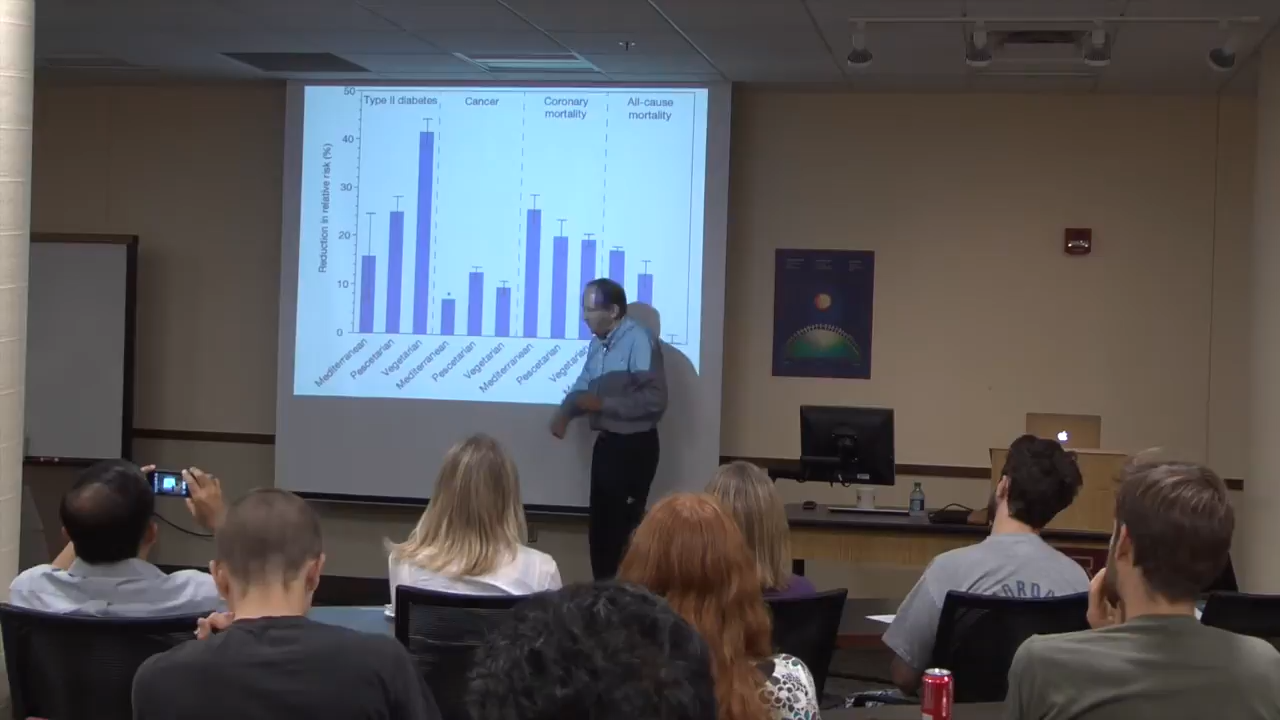 50
Type II diabetes
Cancer
Coronary
mortality
All-cause
mortality
40
30
20
10
0
Reduction in relative risk (%)
Mediterranean
Pescetarian
Vegetarian
Mediterranean
Pescetarian
Vegetarian
Mediterranean
Pescetarian